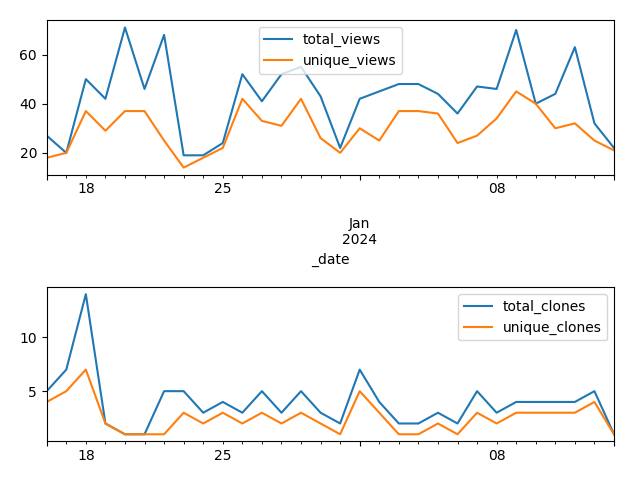 total_views
unique_views
60
40
20
18
25
08
Jan
2024
_date
total_clones
unique_clones
10
5
18
25
08